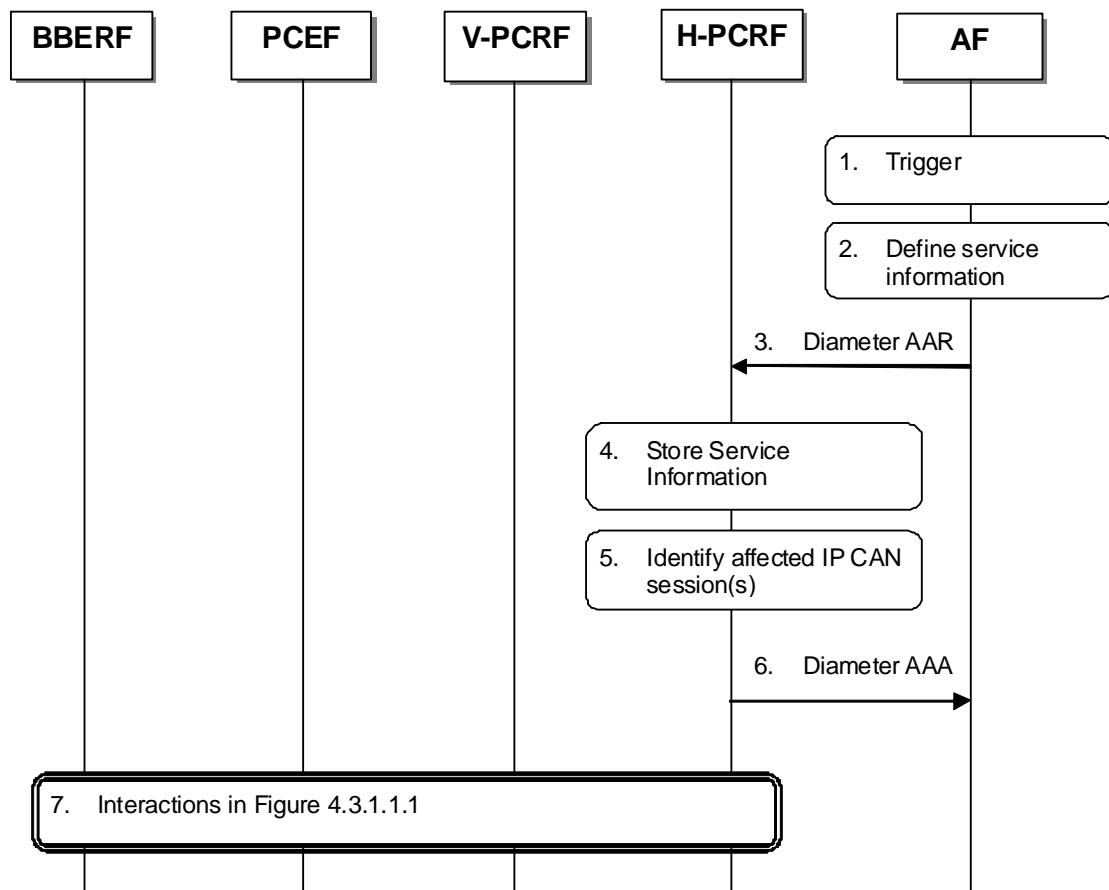 BBERF PCEF V-PCRF H-PCRF AF
1. Trigger
2. Define service
information
3. Diameter AAR
4. Store Service
Information
5. Identify affected IP CAN
session(s)
6. Diameter AAA
7. Interactions in Figure 4.3.1.1.1